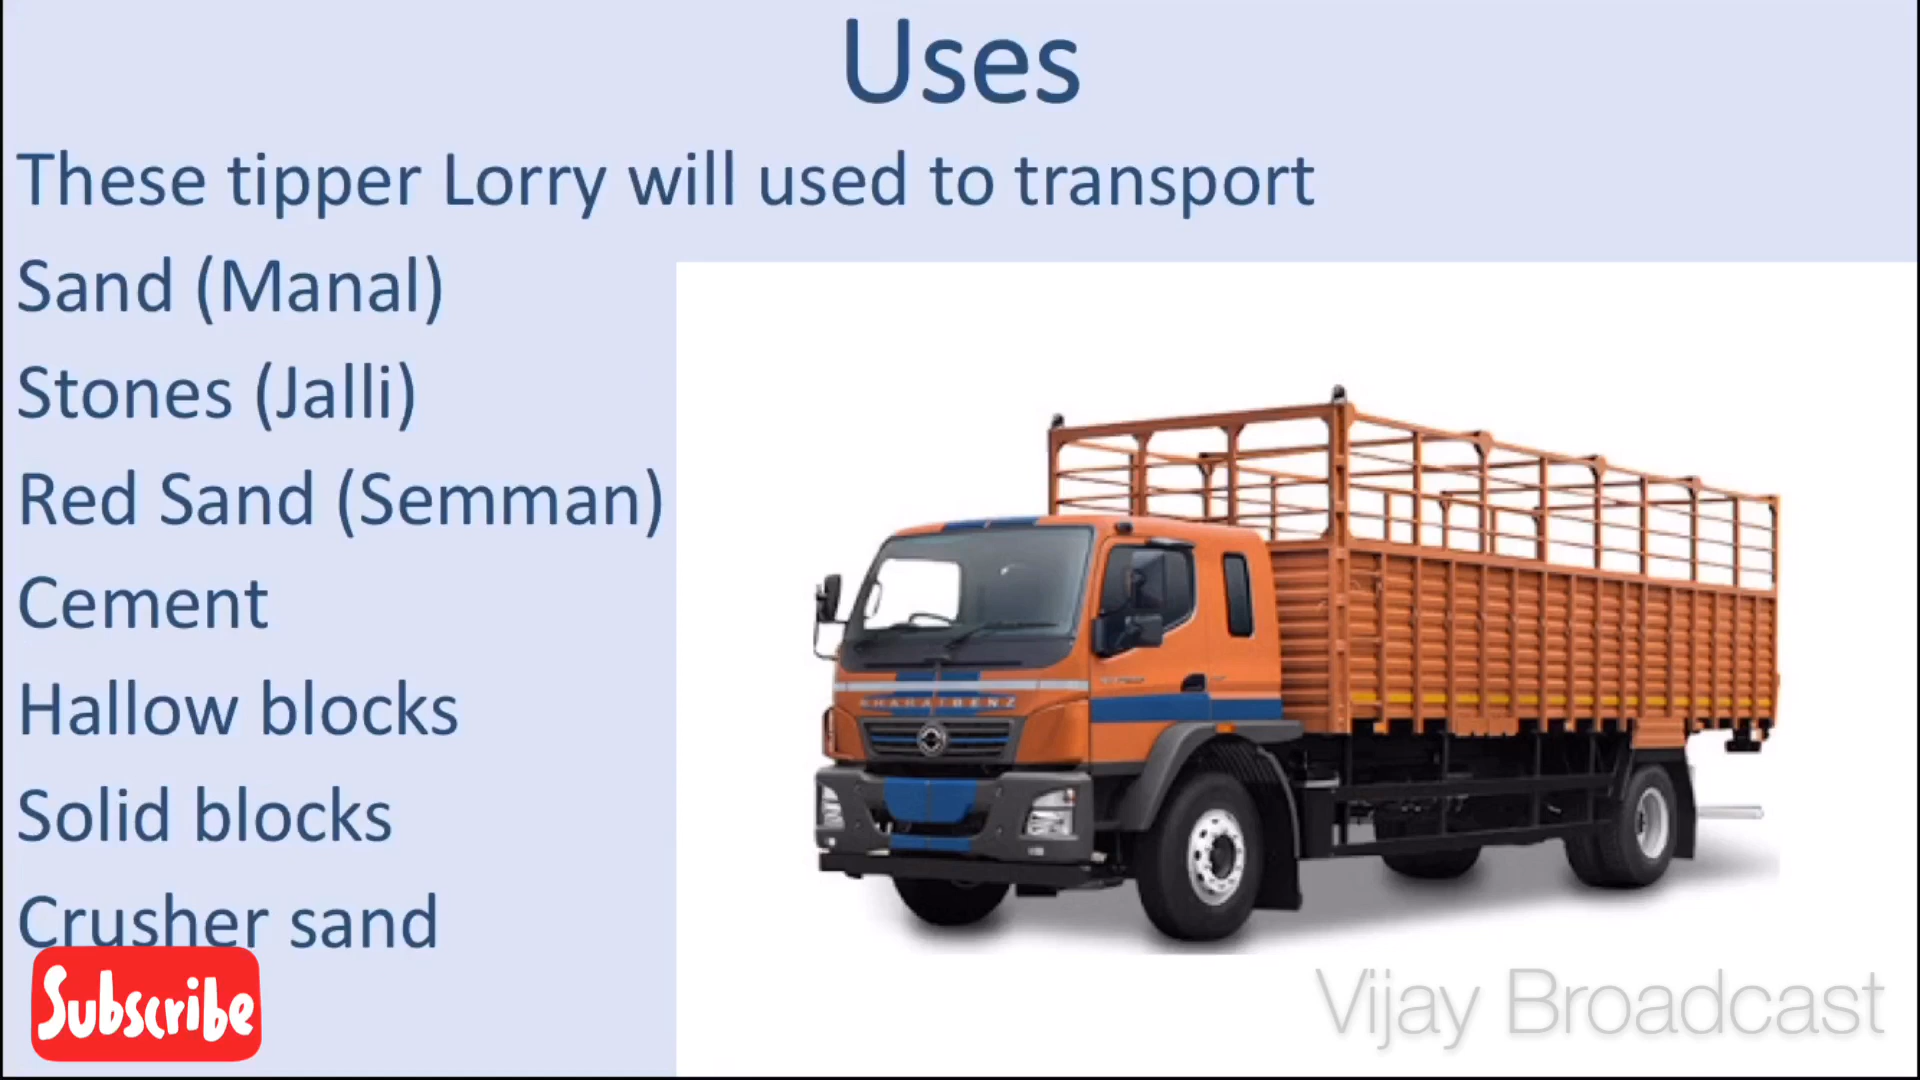 Uses
These tipper Lorry will used to transport
Sand (Manal)
Stones (Jalli)
Red Sand (Semman)
Cement
Hallow blocks
Solid blocks
Crusher sand
BHARATBENZ
Subscribe
Vijay Broadcast